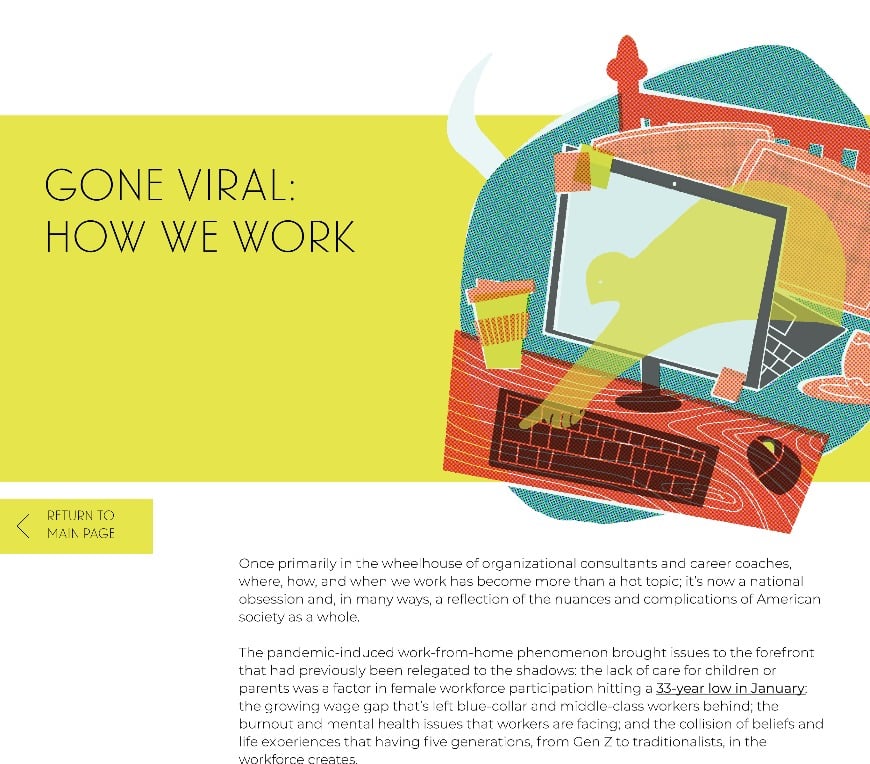 GONE VIRAL:
HOW WE WORK
RETURN TO
MAIN PAGE
Once primarily in the wheelhouse of organizational consultants and career coaches,
where, how, and when we work has become more than a hot topic; it's now a national
obsession and, in many ways, a reflection of the nuances and complications of American
society as a whole.
The pandemic-induced work-from-home phenomenon brought issues to the forefront
that had previously been relegated to the shadows: the lack of care for children or
parents was a factor in female workforce participation hitting a 33-year low in January;
the growing wage gap that's left blue-collar and middle-class workers behind; the
burnout and mental health issues that workers are facing; and the collision of beliefs and
life experiences that having five generations, from Gen Z to traditionalists, in the
workforce creates.